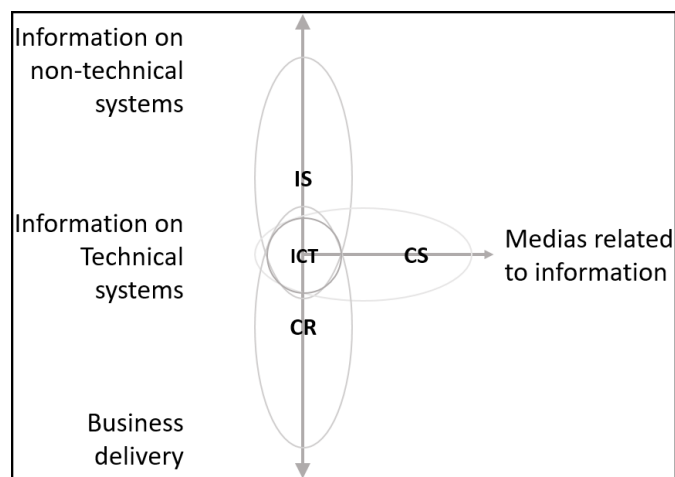 Information on
non-technical
systems
IS
Information on
Technical
systems
ICT
CS
Medias related
to information
CR
Business
delivery